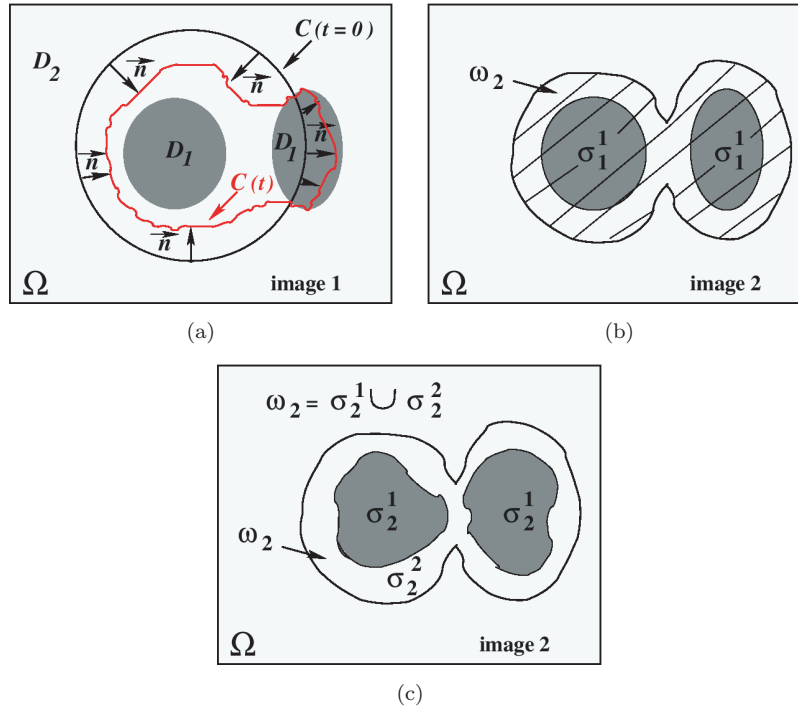 C(t=0)
D₂
n
n
n
n
D₁
D₁
n
C(t)
n
Ω
image 1
(a)
ω₂
σ₁¹
σ₁¹
Ω
image 2
(b)
ω₂ = σ₂¹ ∪ σ₂²
σ₂¹
σ₂¹
ω₂
σ₂²
Ω
image 2
(c)